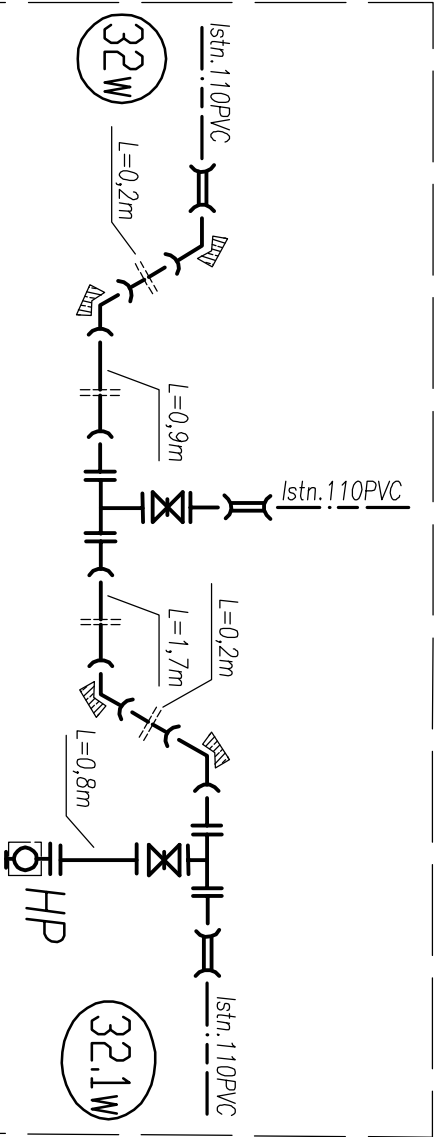 32w
Istn.110PVC
L=0,2m
L=0,9m
Istn.110PVC
L=0,2m
L=1,7m
L=0,8m
HP
Istn.110PVC
32.1w